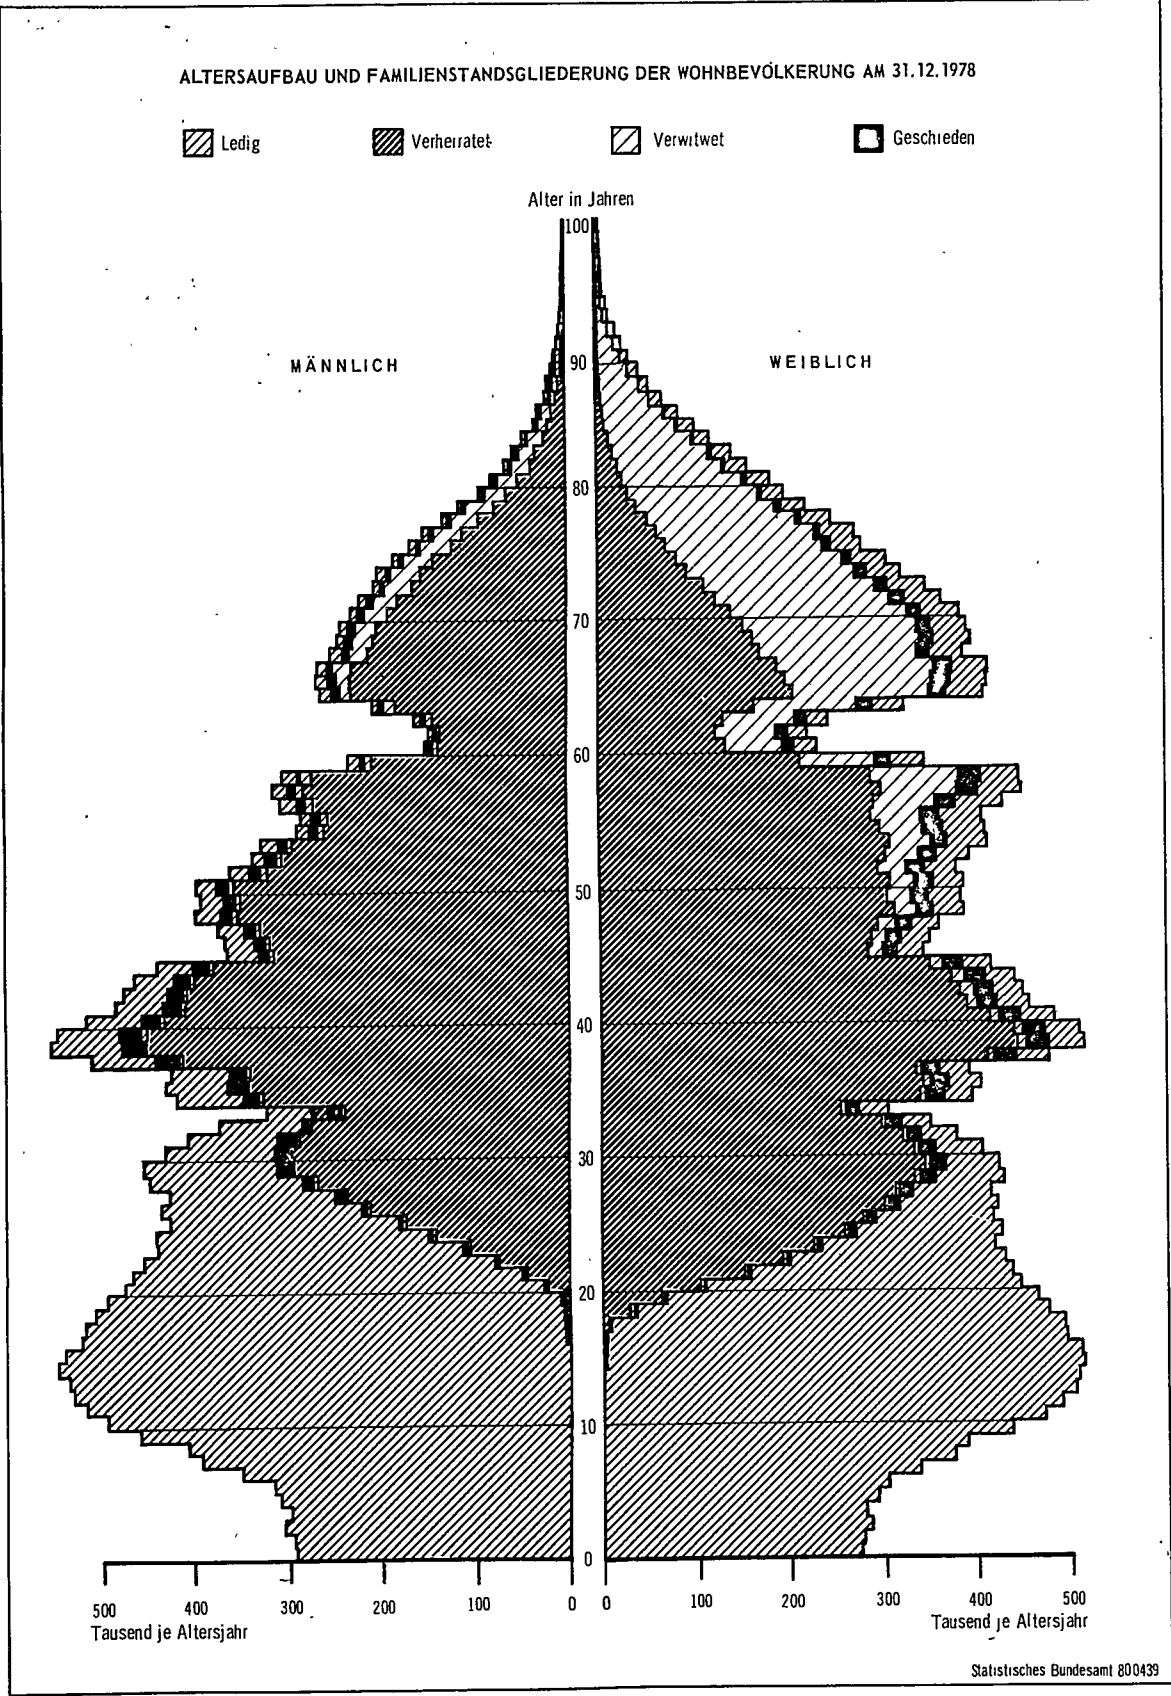 ALTERSAUFBAU UND FAMILIENSTANDSGLIEDERUNG DER WOHNBEVÖLKERUNG AM 31.12.1978
Ledig Verheiratet Verwitwet Geschieden
Alter in Jahren
100
MÄNNLICH 90 WEIBLICH
80
70
60
50
40
30
20
10
0
500 400 300 200 100 0 0 100 200 300 400 500
Tausend je Altersjahr Tausend je Altersjahr
Statistisches Bundesamt 800439